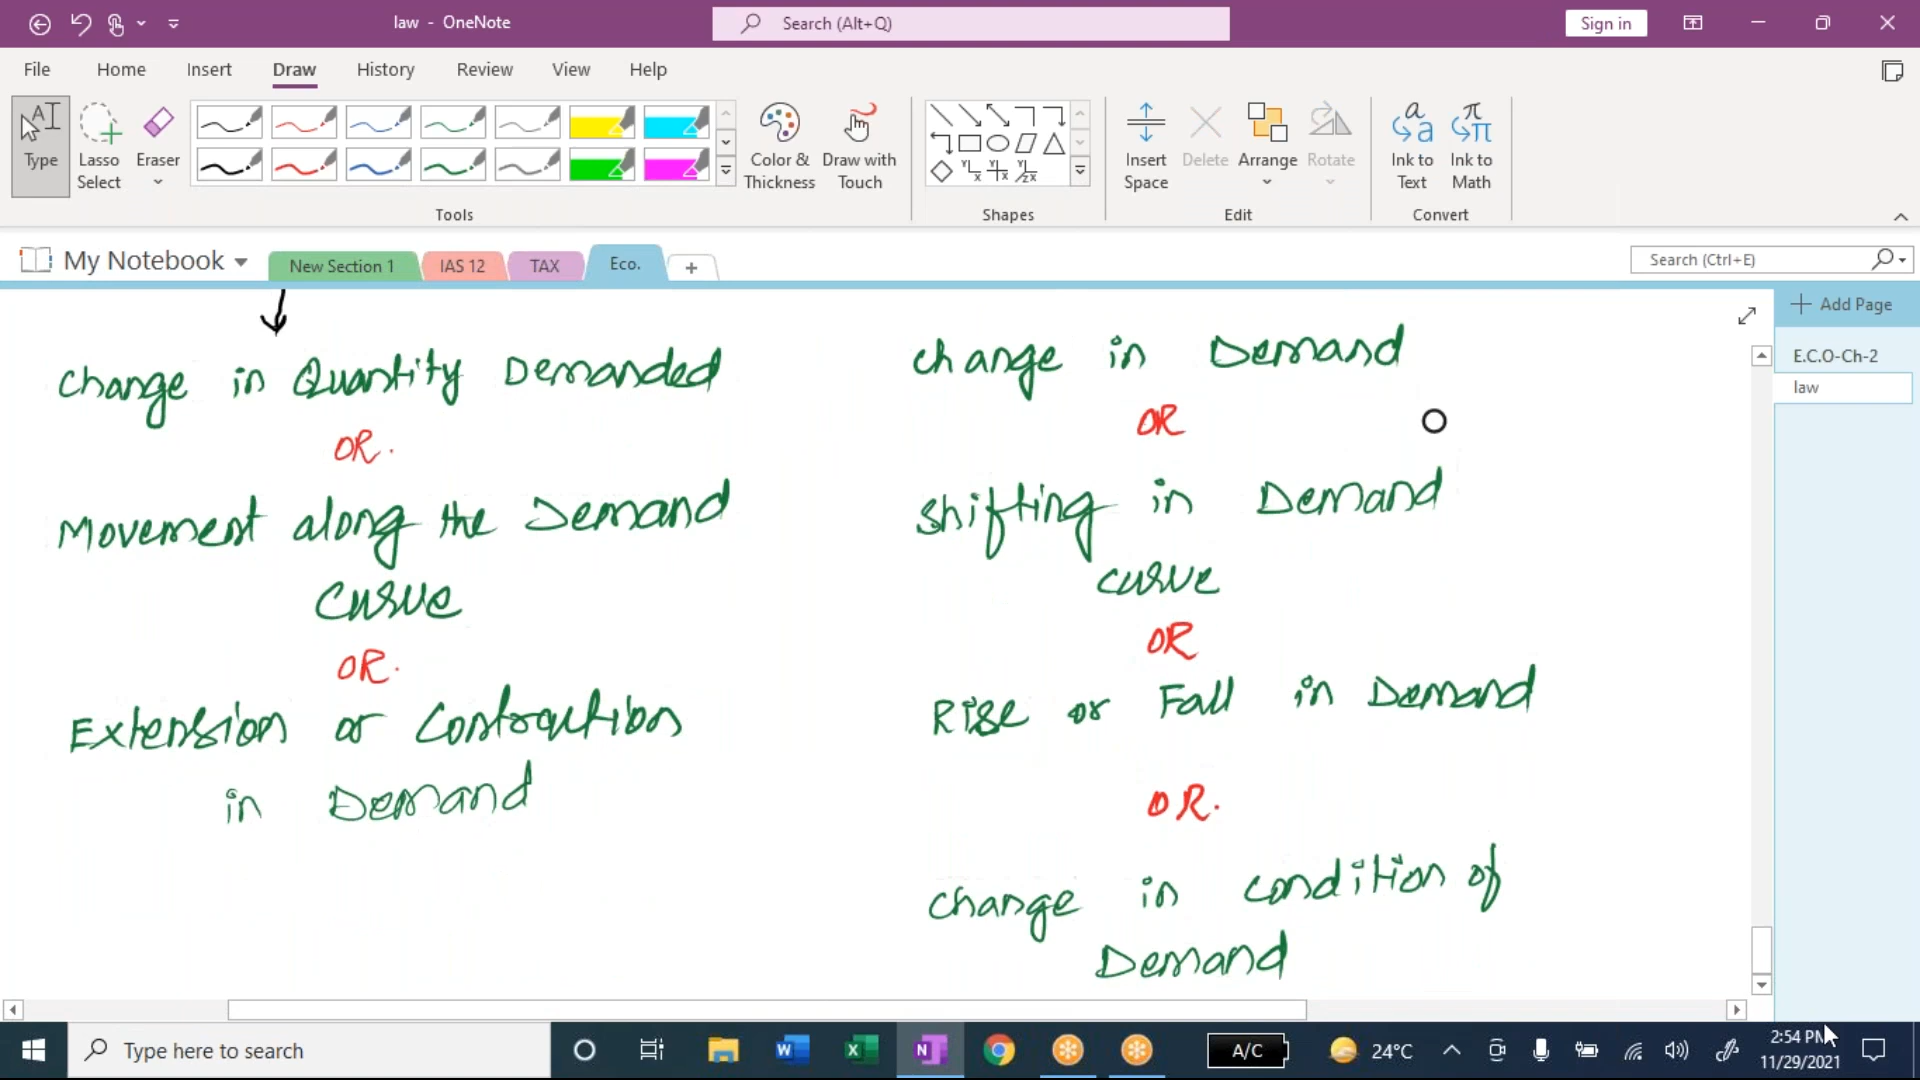 law - OneNote
Search (Alt+Q)
Sign in
File Home Insert Draw History Review View Help
Type
Lasso Select
Eraser
Color & Thickness
Draw with Touch
Insert Space
Delete
Arrange
Rotate
Ink to Text
Ink to Math
Tools
Shapes
Edit
Convert
My Notebook
New Section 1
IAS 12
TAX
Eco.
Search (Ctrl+E)
Add Page
E.C.O-Ch-2
law
Change in Quantity Demanded
OR.
Movement along the Demand
Curve
OR.
Extension or Contraction
in Demand
Change in Demand
OR
Shifting in Demand
Curve
OR
Rise or Fall in Demand
OR.
Change in condition of
Demand
Type here to search
A/C
24°C
2:54 PM
11/29/2021